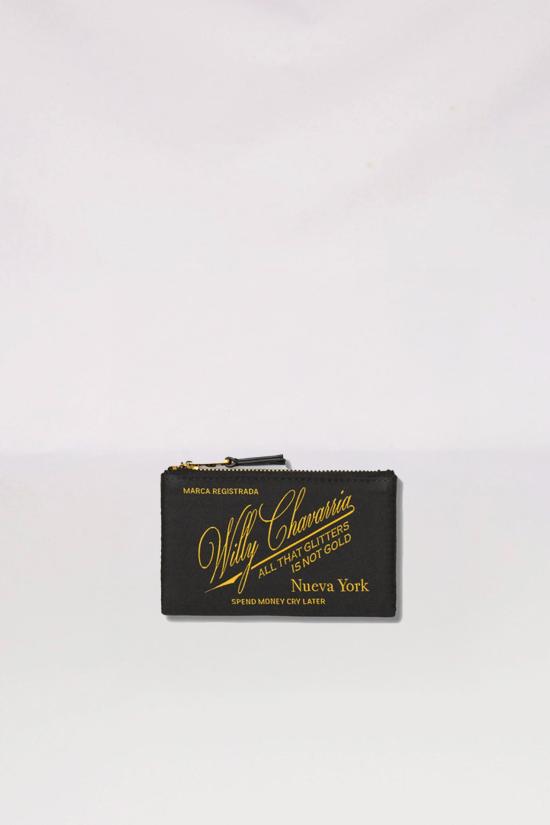 MARCA REGISTRADA
Willy Chavarria
ALL THAT GLITTERS
IS NOT GOLD
Nueva York
SPEND MONEY CRY LATER